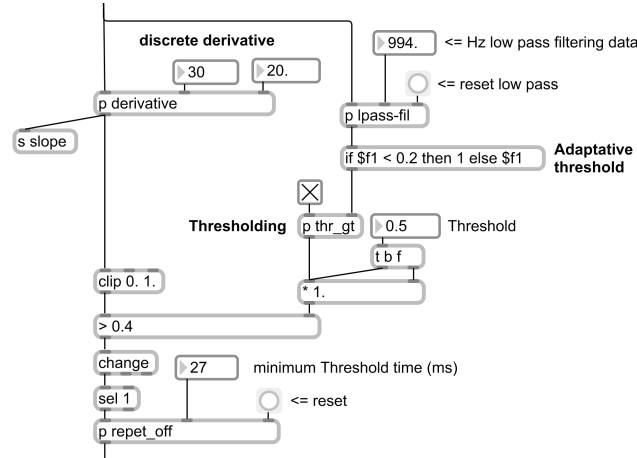 discrete derivative
994.
<= Hz low pass filtering data
30
20.
<= reset low pass
p derivative
p lpass-fil
s slope
if $f1 < 0.2 then 1 else $f1
Adaptative
threshold
Thresholding
p thr_gt
0.5
Threshold
t b f
clip 0. 1.
* 1.
> 0.4
change
27
minimum Threshold time (ms)
sel 1
<= reset
p repet_off